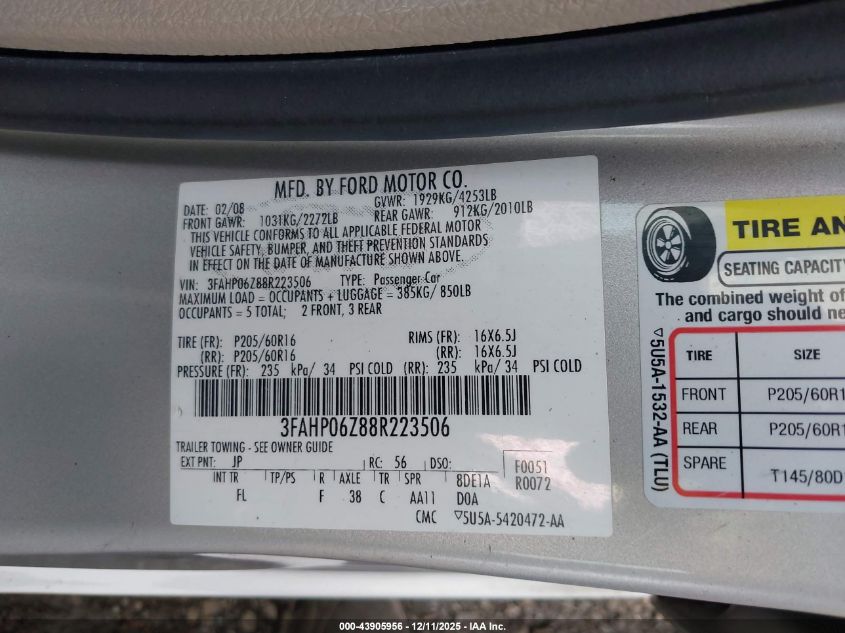 MFD. BY FORD MOTOR CO.
DATE: 02/08 GVWR: 1929KG/4253LB
FRONT GAWR: 1031KG/2272LB REAR GAWR: 912KG/2010LB
THIS VEHICLE CONFORMS TO ALL APPLICABLE FEDERAL MOTOR
VEHICLE SAFETY, BUMPER, AND THEFT PREVENTION STANDARDS
IN EFFECT ON THE DATE OF MANUFACTURE SHOWN ABOVE.
VIN: 3FAHP06Z88R223506 TYPE: Passenger Car
MAXIMUM LOAD = OCCUPANTS + LUGGAGE = 385KG/ 850LB
OCCUPANTS = 5 TOTAL; 2 FRONT, 3 REAR
TIRE (FR): P205/60R16 RIMS (FR): 16X6.5J
(RR): P205/60R16 (RR): 16X6.5J
PRESSURE (FR): 235 kPa/ 34 PSI COLD (RR): 235 kPa/ 34 PSI COLD
3FAHP06Z88R223506
TRAILER TOWING - SEE OWNER GUIDE
EXT PNT: JP RC: 56 DSO: F0051
INT TR TP/PS R AXLE TR SPR 8DE1A R0072
FL F 38 C AA11 D0A
CMC ▽5U5A-5420472-AA
TIRE AN
SEATING CAPACITY
The combined weight of
and cargo should ne
▽5U5A-1532-AA (TLU)
TIRE SIZE
FRONT P205/60R1
REAR P205/60R1
SPARE T145/80D
000-43905956 - 12/11/2025 - IAA Inc.